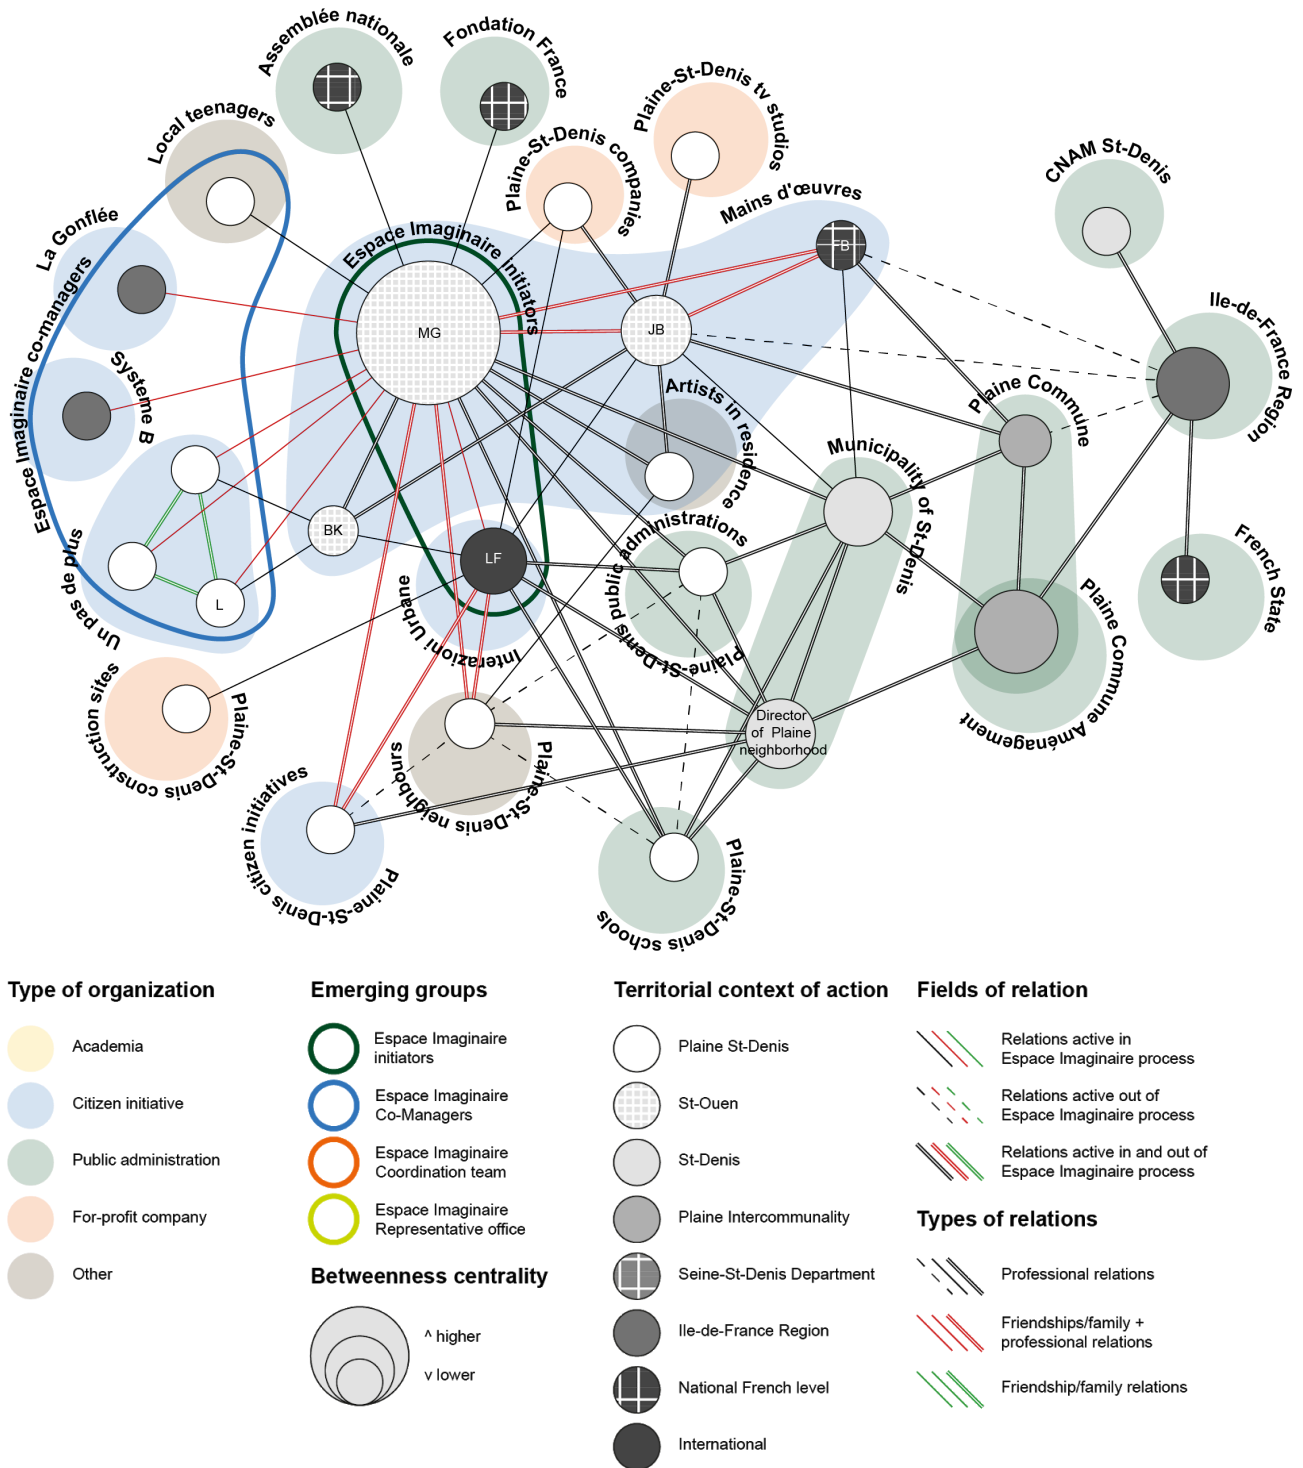 Assemblée nationale
Fondation France
Plaine-St-Denis tv studios
Local teenagers
Plaine-St-Denis companies
CNAM St-Denis
Mains d'œuvres
La Gonflée
Espace Imaginaire initiators
FB
Espace Imaginaire co-managers
Ile-de-France Region
MG
JB
Systeme B
Artists in residence
Plaine Commune
Municipality of St-Denis
BK
Un pas de plus
Plaine-St-Denis public administrations
French State
LF
L
Interazioni Urbane
Plaine Commune Aménagement
Plaine-St-Denis construction sites
Director
of Plaine
neighborhood
Plaine-St-Denis neighbours
Plaine-St-Denis citizen initiatives
Plaine-St-Denis schools
Type of organization
Academia
Citizen initiative
Public administration
For-profit company
Other
Emerging groups
Espace Imaginaire
initiators
Espace Imaginaire
Co-Managers
Espace Imaginaire
Coordination team
Espace Imaginaire
Representative office
Betweenness centrality
^ higher
v lower
Territorial context of action
Plaine St-Denis
St-Ouen
St-Denis
Plaine Intercommunality
Seine-St-Denis Department
Ile-de-France Region
National French level
International
Fields of relation
Relations active in
Espace Imaginaire process
Relations active out of
Espace Imaginaire process
Relations active in and out of
Espace Imaginaire process
Types of relations
Professional relations
Friendships/family +
professional relations
Friendship/family relations